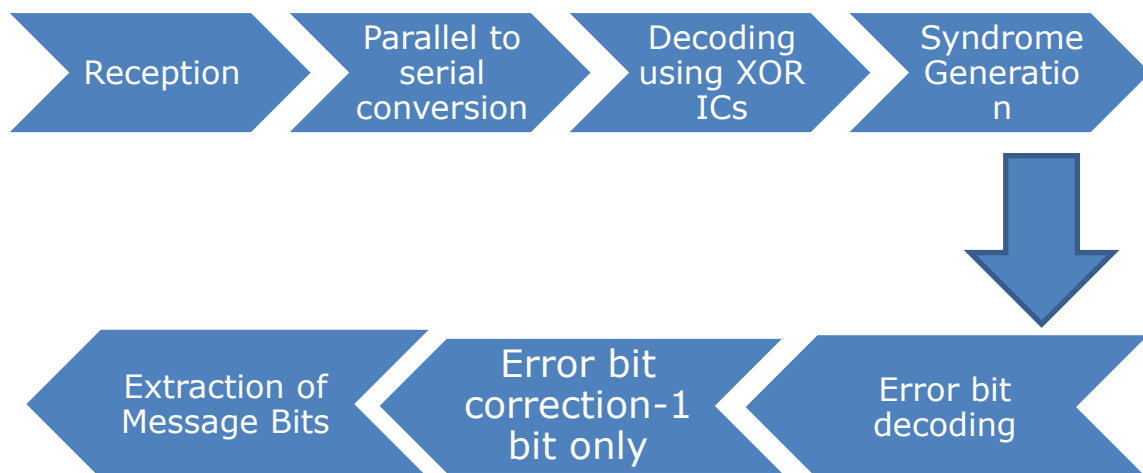 Reception
Parallel to
serial
conversion
Decoding
using XOR
ICs
Syndrome
Generatio
n
Error bit
decoding
Error bit
correction-1
bit only
Extraction of
Message Bits